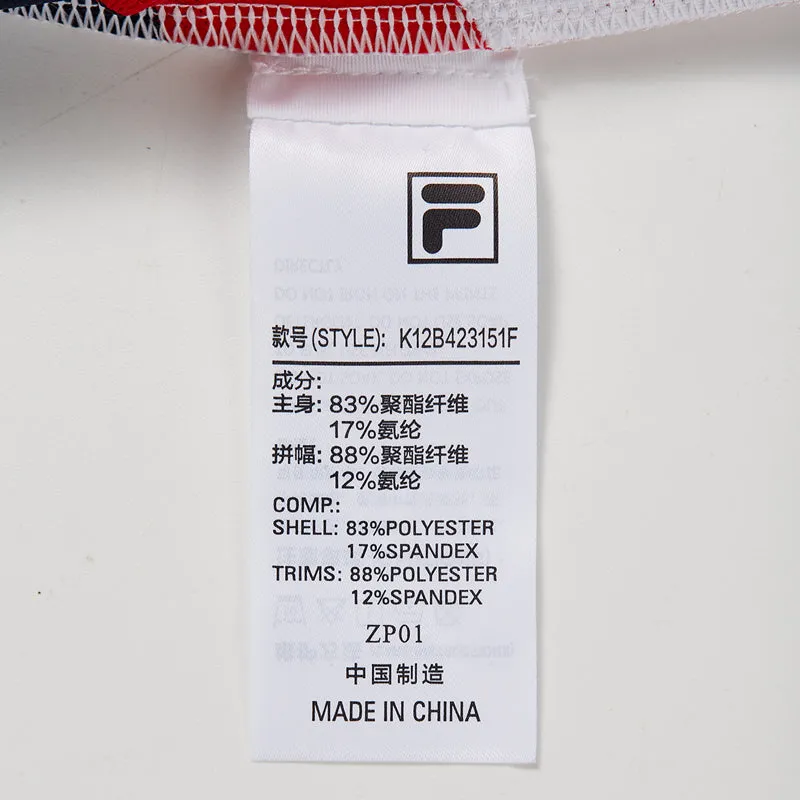 F
款号(STYLE): K12B423151F
成分:
主身: 83%聚酯纤维
17%氨纶
拼幅: 88%聚酯纤维
12%氨纶
COMP.:
SHELL: 83%POLYESTER
17%SPANDEX
TRIMS: 88%POLYESTER
12%SPANDEX
ZP01
中国制造
MADE IN CHINA